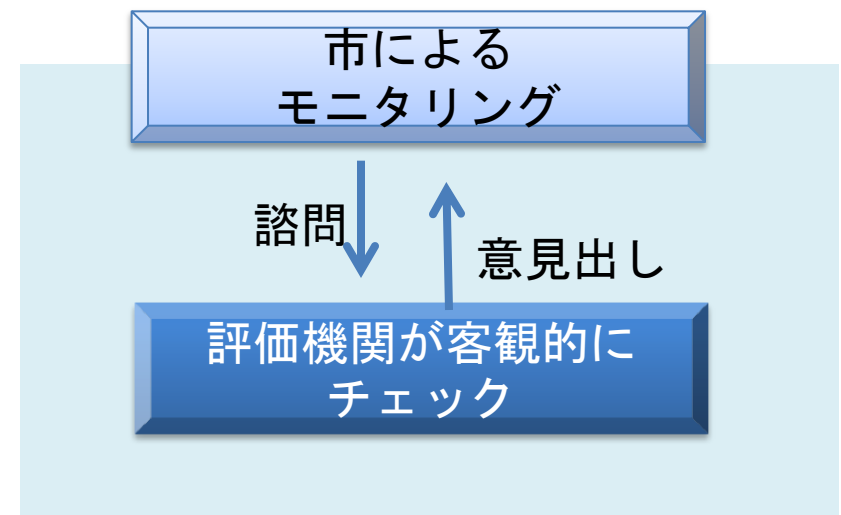 市による
モニタリング
諮問
意見出し
評価機関が客観的に
チェック